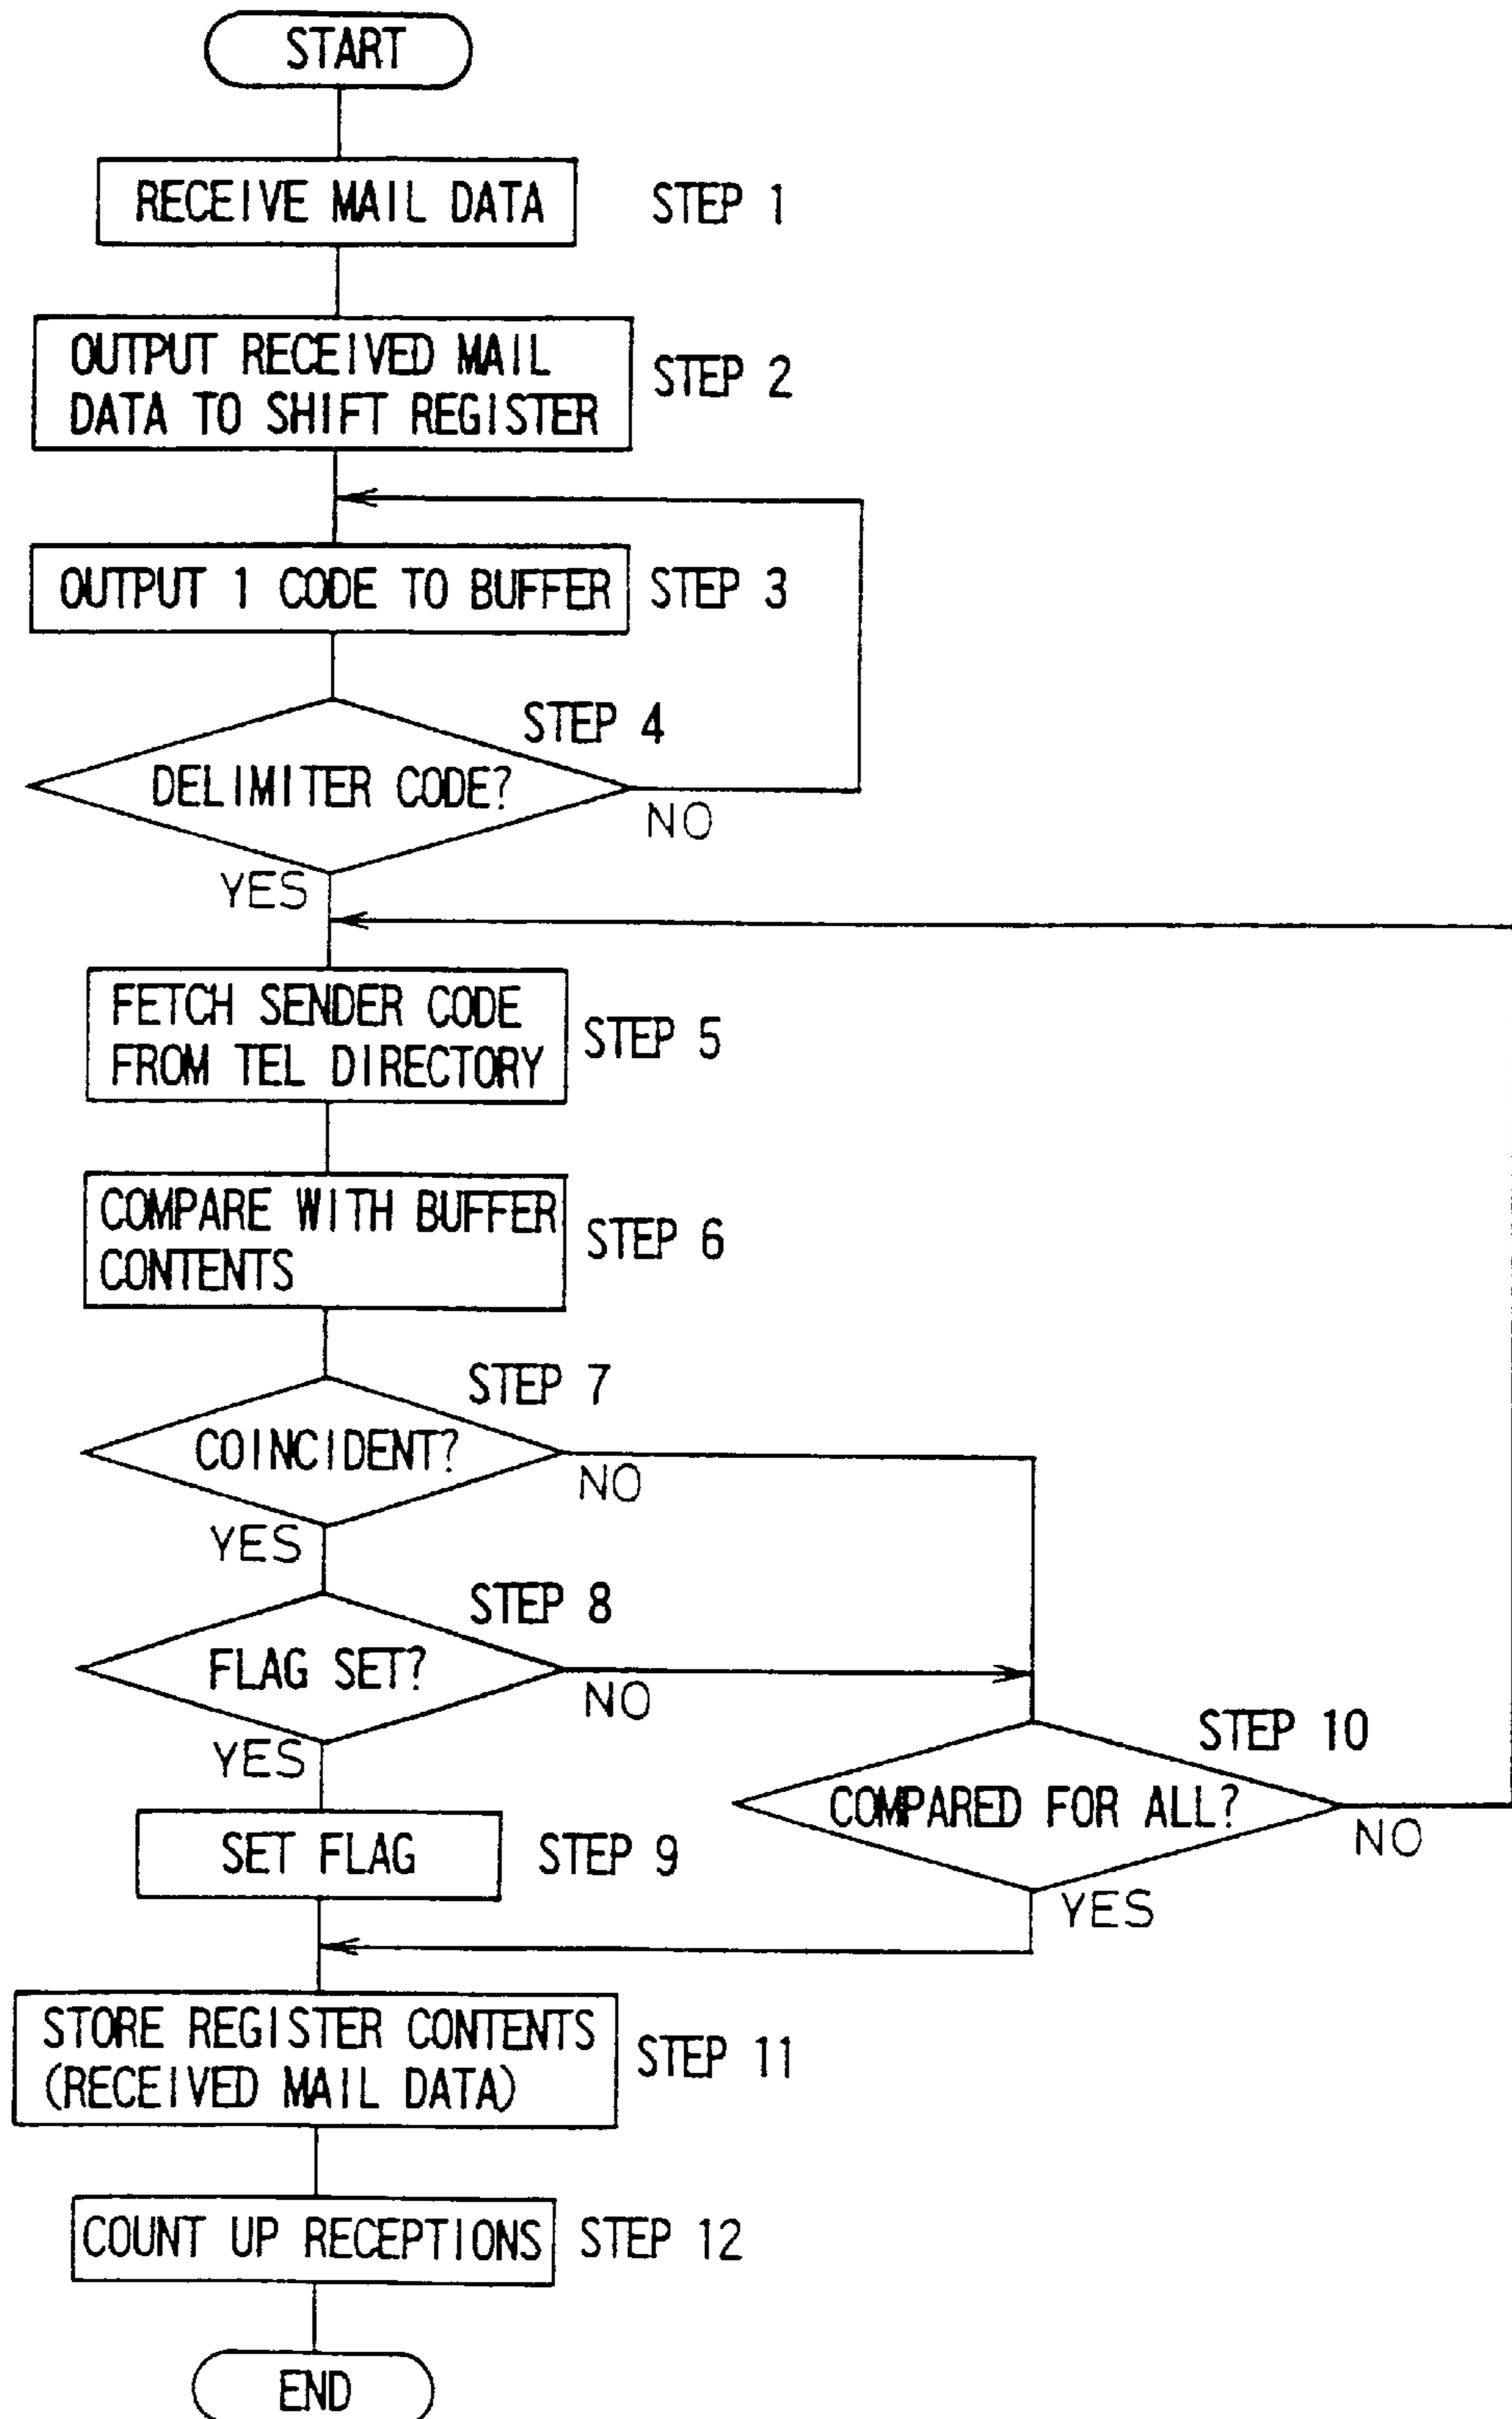 START
RECEIVE MAIL DATA STEP 1
OUTPUT RECEIVED MAIL
DATA TO SHIFT REGISTER
STEP 2
OUTPUT 1 CODE TO BUFFER STEP 3
STEP 4
DELIMITER CODE?
NO
YES
FETCH SENDER CODE
FROM TEL DIRECTORY
STEP 5
COMPARE WITH BUFFER
CONTENTS
STEP 6
STEP 7
COINCIDENT?
NO
YES
STEP 8
FLAG SET?
NO
YES
STEP 10
COMPARED FOR ALL?
NO
YES
SET FLAG STEP 9
STORE REGISTER CONTENTS
(RECEIVED MAIL DATA)
STEP 11
COUNT UP RECEPTIONS STEP 12
END